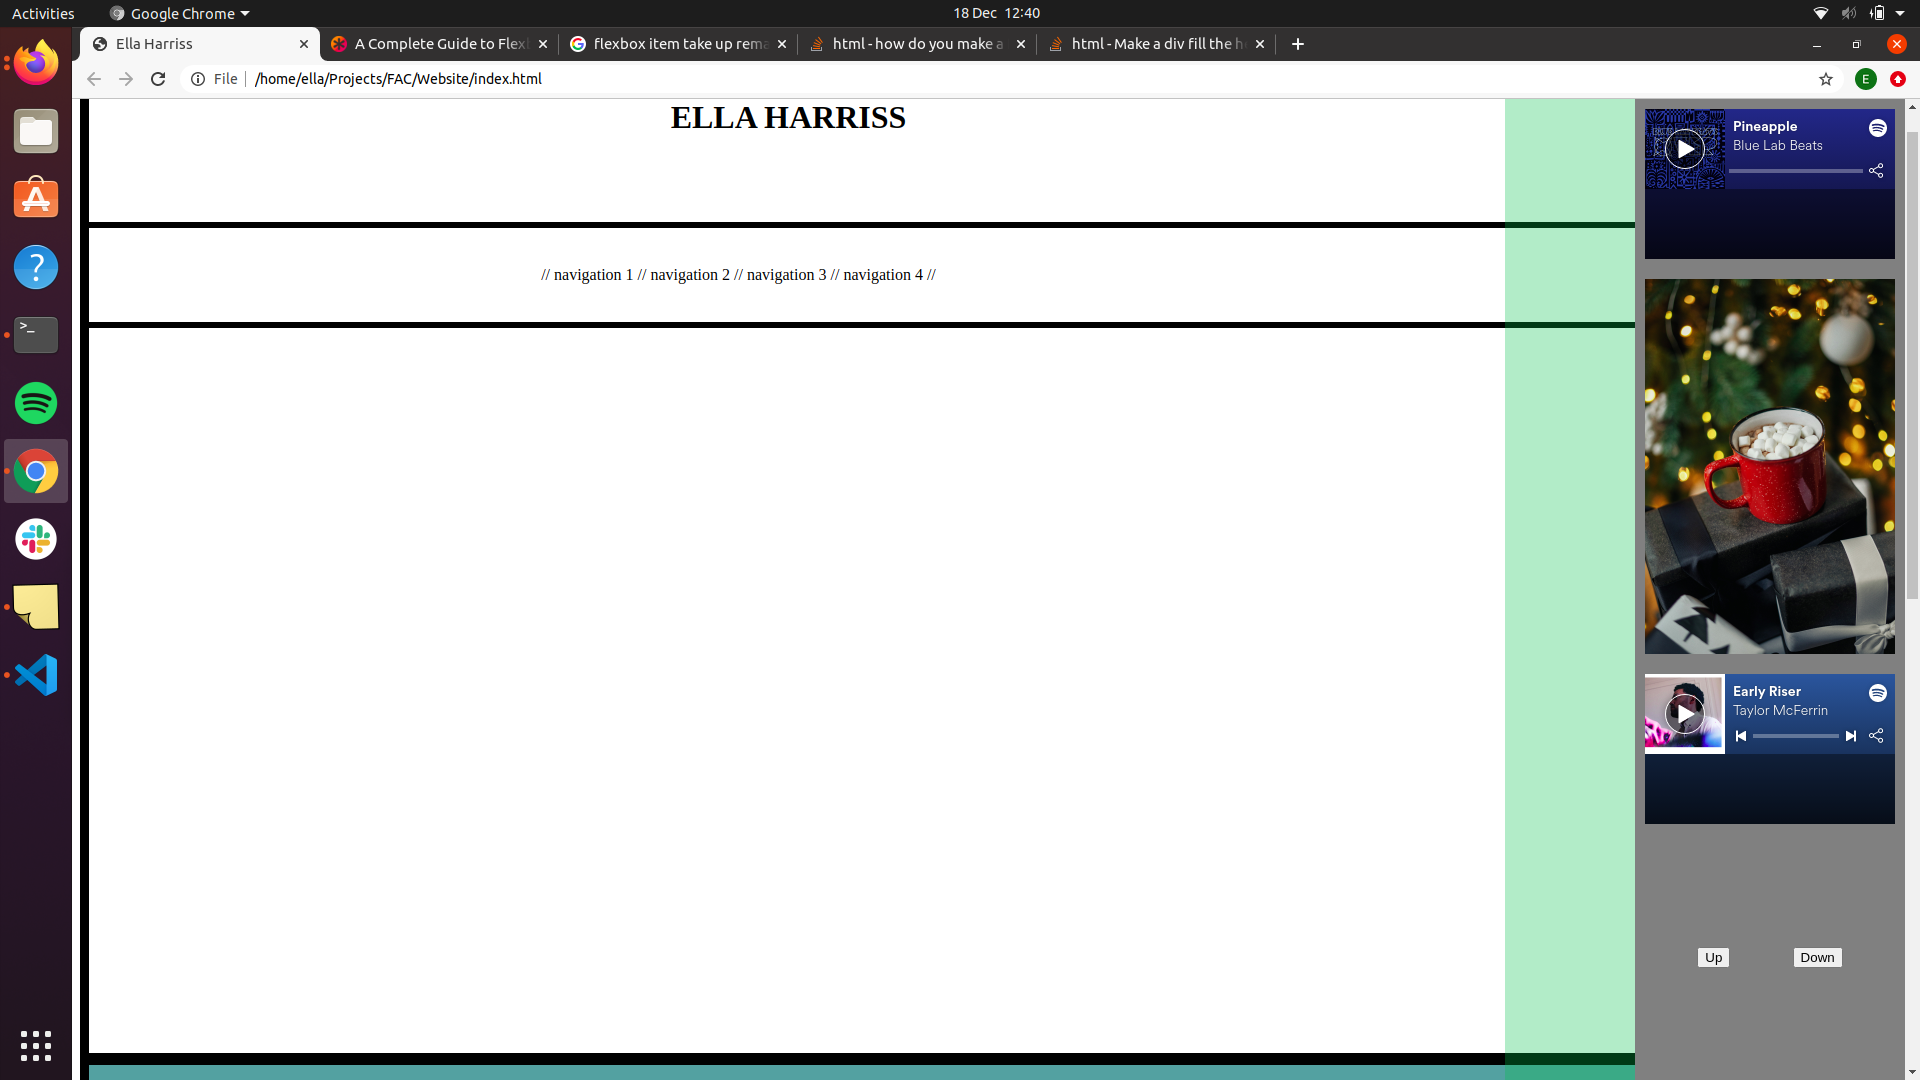 Activities
Google Chrome
18 Dec 12:40
Ella Harriss
A Complete Guide to Flex
flexbox item take up rema
html - how do you make a
html - Make a div fill the h
File
/home/ella/Projects/FAC/Website/index.html
E
ELLA HARRISS
// navigation 1 // navigation 2 // navigation 3 // navigation 4 //
Pineapple
Blue Lab Beats
Early Riser
Taylor McFerrin
Up
Down